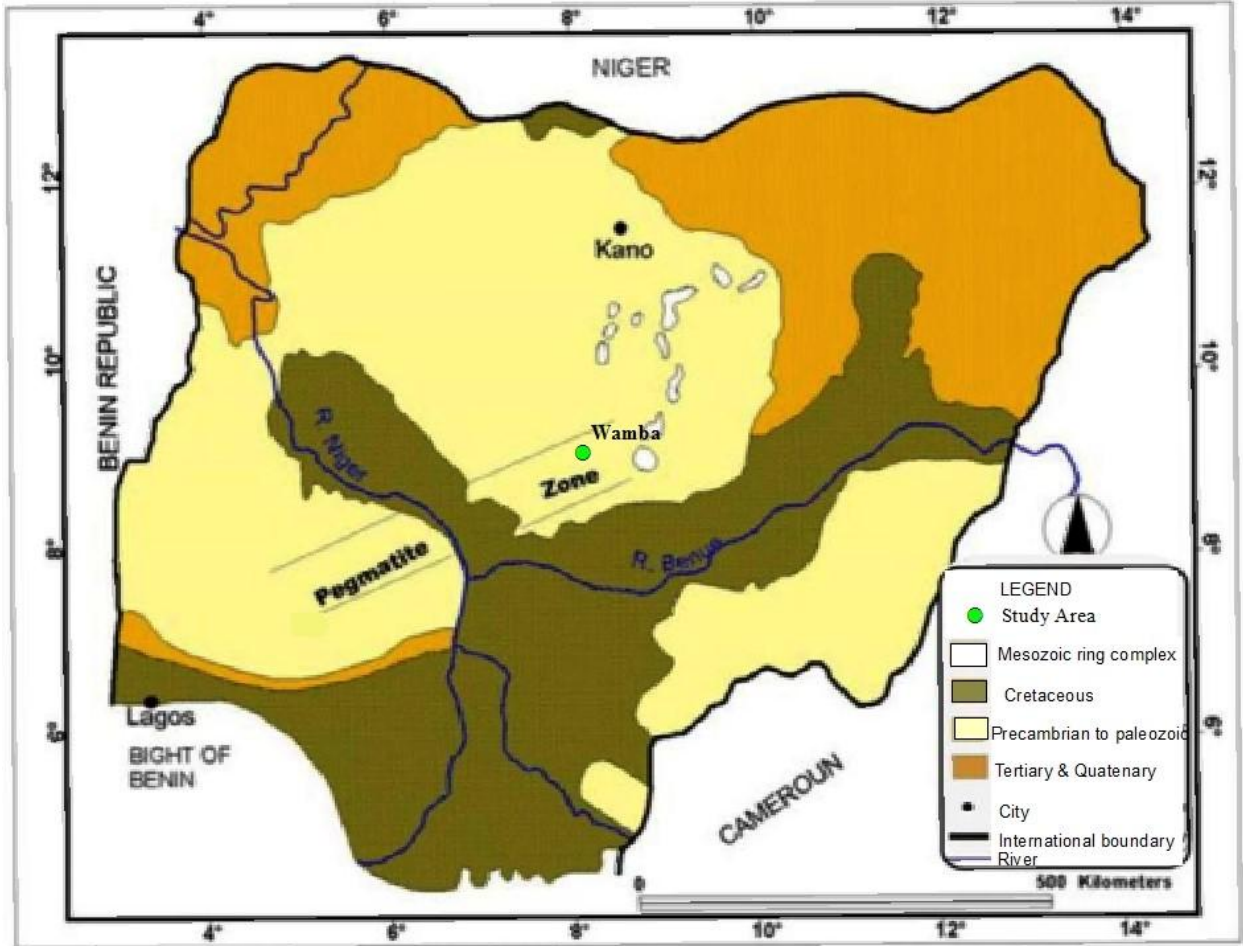 4° 6° 8° 10° 12° 14°
NIGER
12° 12°
Kano
BENIN REPUBLIC
10° 10°
R. Niger
Wamba
Zone
8° 8°
Pegmatite
R. Benue
LEGEND
Study Area
Mesozoic ring complex
Cretaceous
Precambrian to paleozoic
Tertiary & Quatenary
City
International boundary
River
6° 6°
Lagos
BIGHT OF
BENIN
CAMEROUN
0 500 Kilometers
4° 6° 8° 10° 12° 14°